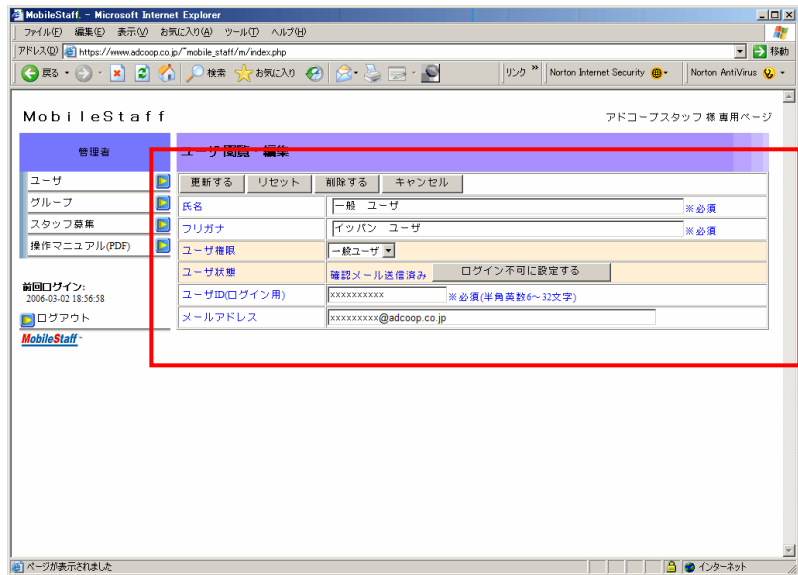 MobileStaff. - Microsoft Internet Explorer
ファイル(F) 編集(E) 表示(V) お気に入り(A) ツール(T) ヘルプ(H)
アドレス(D) https://www.adcoop.co.jp/~mobile_staff/m/index.php 移動
戻る 検索 お気に入り リンク » Norton Internet Security Norton AntiVirus
MobileStaff アドコープスタッフ 様 専用ページ
管理者 ユーザ 閲覧・編集
ユーザ 更新する リセット 削除する キャンセル
グループ 氏名 一般 ユーザ ※必須
スタッフ募集 フリガナ イッパン ユーザ ※必須
操作マニュアル(PDF) ユーザ権限 一般ユーザ
ユーザ状態 確認メール送信済み ログイン不可に設定する
前回ログイン: ユーザID(ログイン用) xxxxxxxxxx ※必須(半角英数6~32文字)
2006-03-02 18:56:58
ログアウト メールアドレス xxxxxxxxx@adcoop.co.jp
MobileStaff
ページが表示されました インターネット